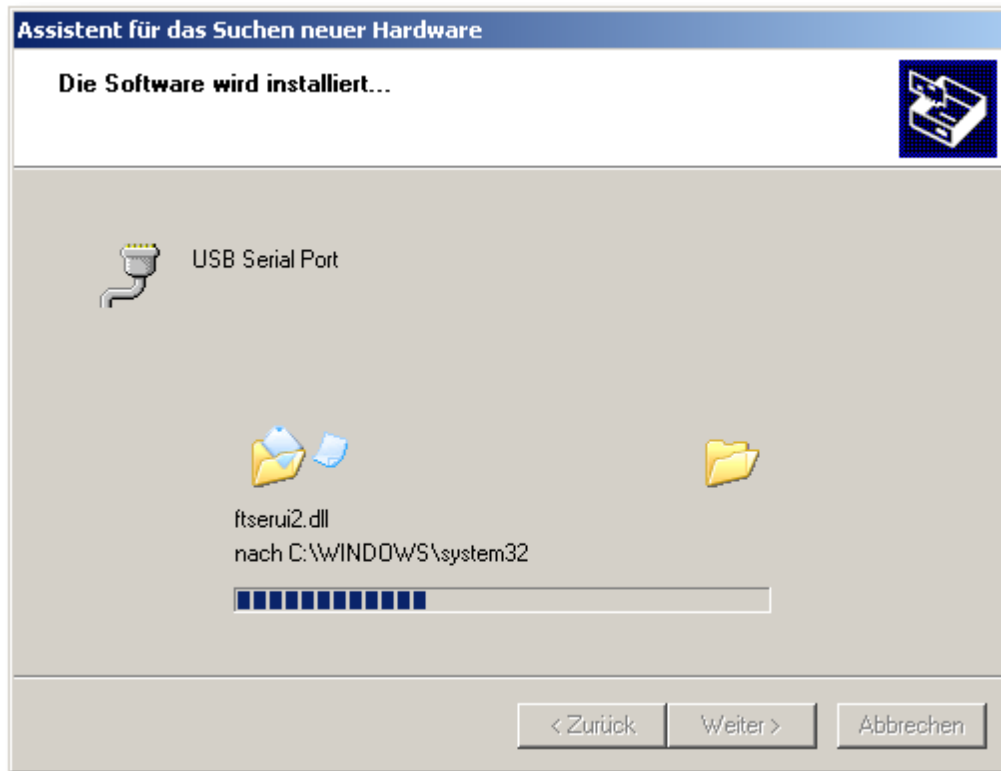 Assistent für das Suchen neuer Hardware
Die Software wird installiert...
USB Serial Port
ftserui2.dll
nach C:\WINDOWS\system32
< Zurück
Weiter >
Abbrechen